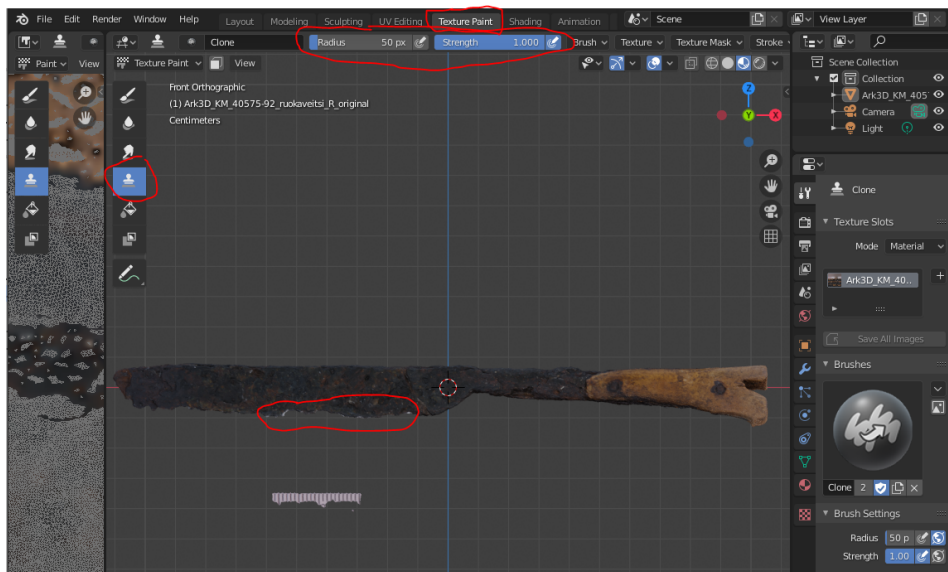 File Edit Render Window Help Layout Modeling Sculpting UV Editing Texture Paint Shading Animation Scene View Layer
Clone Radius 50 px Strength 1.000 Brush Texture Texture Mask Stroke
Paint View Texture Paint View
Front Orthographic
(1) Ark3D_KM_40575-92_ruokaveitsi_R_original
Centimeters
Z
Y
X
Scene Collection
Collection
Ark3D_KM_405
Camera
Light
Clone
Texture Slots
Mode Material
Ark3D_KM_40..
Save All Images
Brushes
Clone 2
Brush Settings
Radius 50 p
Strength 1.00